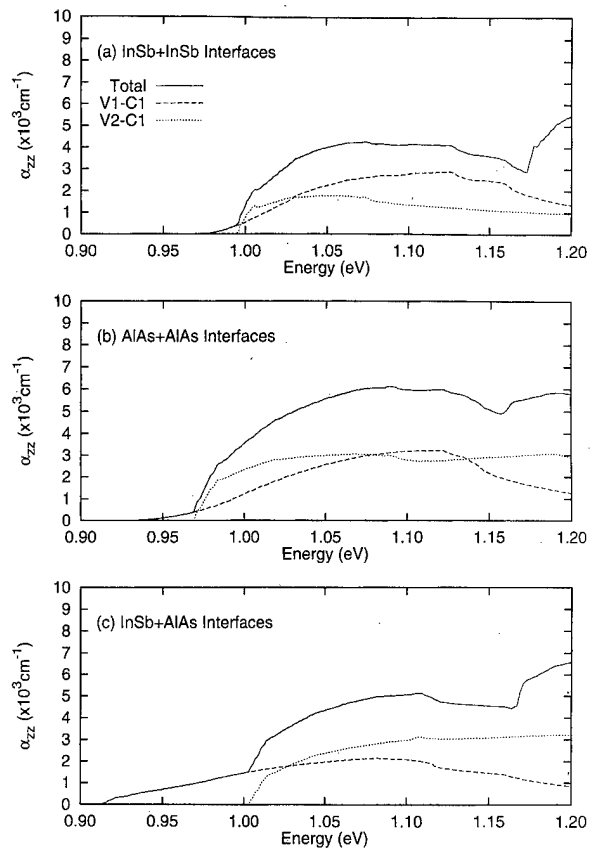 10
9
8
7
6
5
4
3
2
1
0
(a) InSb+InSb Interfaces
Total
V1-C1
V2-C1
α_zz (x10³cm⁻¹)
0.90 0.95 1.00 1.05 1.10 1.15 1.20
Energy (eV)
10
9
8
7
6
5
4
3
2
1
0
(b) AlAs+AlAs Interfaces
α_zz (x10³cm⁻¹)
0.90 0.95 1.00 1.05 1.10 1.15 1.20
Energy (eV)
10
9
8
7
6
5
4
3
2
1
0
(c) InSb+AlAs Interfaces
α_zz (x10³cm⁻¹)
0.90 0.95 1.00 1.05 1.10 1.15 1.20
Energy (eV)